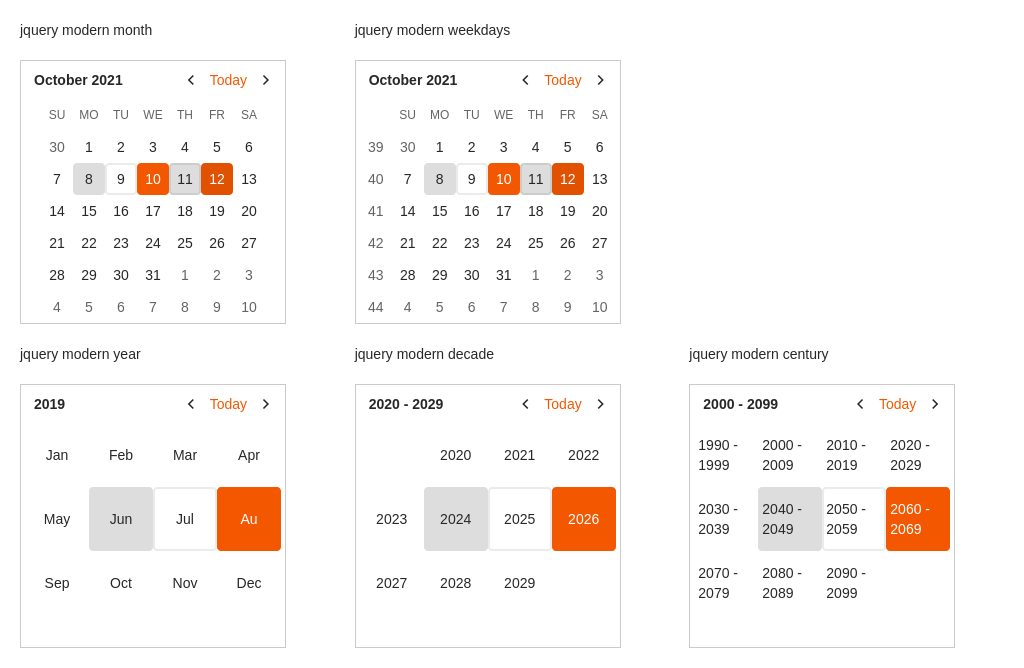 jquery modern month
October 2021 Today
SU MO TU WE TH FR SA
30 1 2 3 4 5 6
7 8 9 10 11 12 13
14 15 16 17 18 19 20
21 22 23 24 25 26 27
28 29 30 31 1 2 3
4 5 6 7 8 9 10
jquery modern weekdays
October 2021 Today
SU MO TU WE TH FR SA
39 30 1 2 3 4 5 6
40 7 8 9 10 11 12 13
41 14 15 16 17 18 19 20
42 21 22 23 24 25 26 27
43 28 29 30 31 1 2 3
44 4 5 6 7 8 9 10
jquery modern year
2019 Today
Jan Feb Mar Apr
May Jun Jul Au
Sep Oct Nov Dec
jquery modern decade
2020 - 2029 Today
2020 2021 2022
2023 2024 2025 2026
2027 2028 2029
jquery modern century
2000 - 2099 Today
1990 - 2000 - 2010 - 2020 -
1999 2009 2019 2029
2030 - 2040 - 2050 - 2060 -
2039 2049 2059 2069
2070 - 2080 - 2090 -
2079 2089 2099